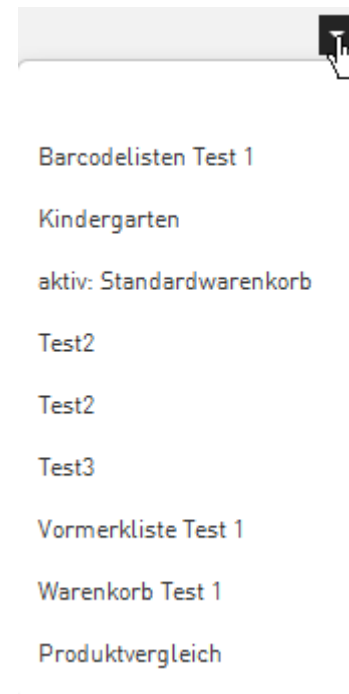 Barcodelisten Test 1
Kindergarten
aktiv: Standardwarenkorb
Test2
Test2
Test3
Vormerkliste Test 1
Warenkorb Test 1
Produktvergleich